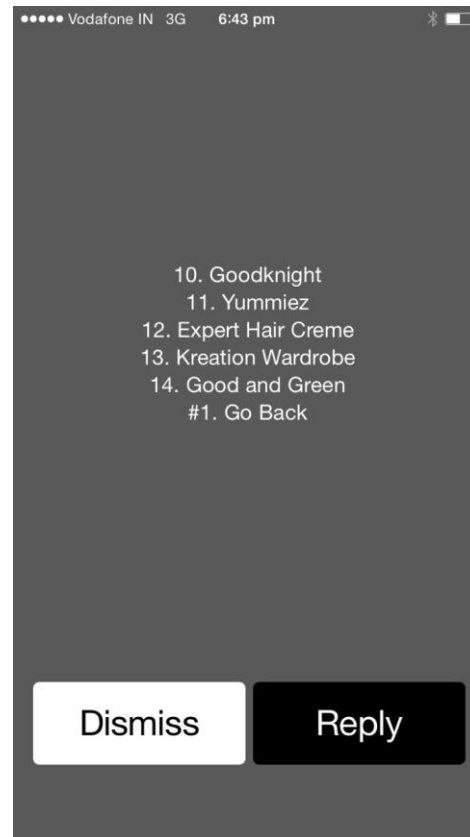 Vodafone IN 3G 6:43 pm
10. Goodknight
11. Yummiez
12. Expert Hair Creme
13. Kreation Wardrobe
14. Good and Green
#1. Go Back
Dismiss Reply